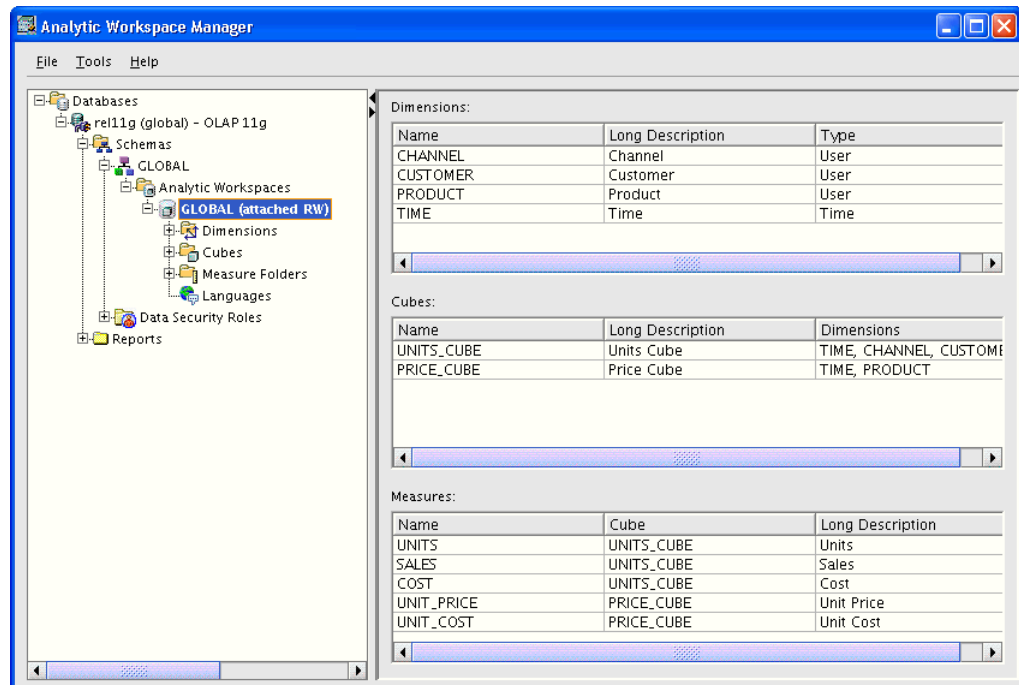 Analytic Workspace Manager
File Tools Help
Databases
rel11g (global) - OLAP 11g
Schemas
GLOBAL
Analytic Workspaces
GLOBAL (attached RW)
Dimensions
Cubes
Measure Folders
Languages
Data Security Roles
Reports
Dimensions:
Name Long Description Type
CHANNEL Channel User
CUSTOMER Customer User
PRODUCT Product User
TIME Time Time
Cubes:
Name Long Description Dimensions
UNITS_CUBE Units Cube TIME, CHANNEL, CUSTOME
PRICE_CUBE Price Cube TIME, PRODUCT
Measures:
Name Cube Long Description
UNITS UNITS_CUBE Units
SALES UNITS_CUBE Sales
COST UNITS_CUBE Cost
UNIT_PRICE PRICE_CUBE Unit Price
UNIT_COST PRICE_CUBE Unit Cost